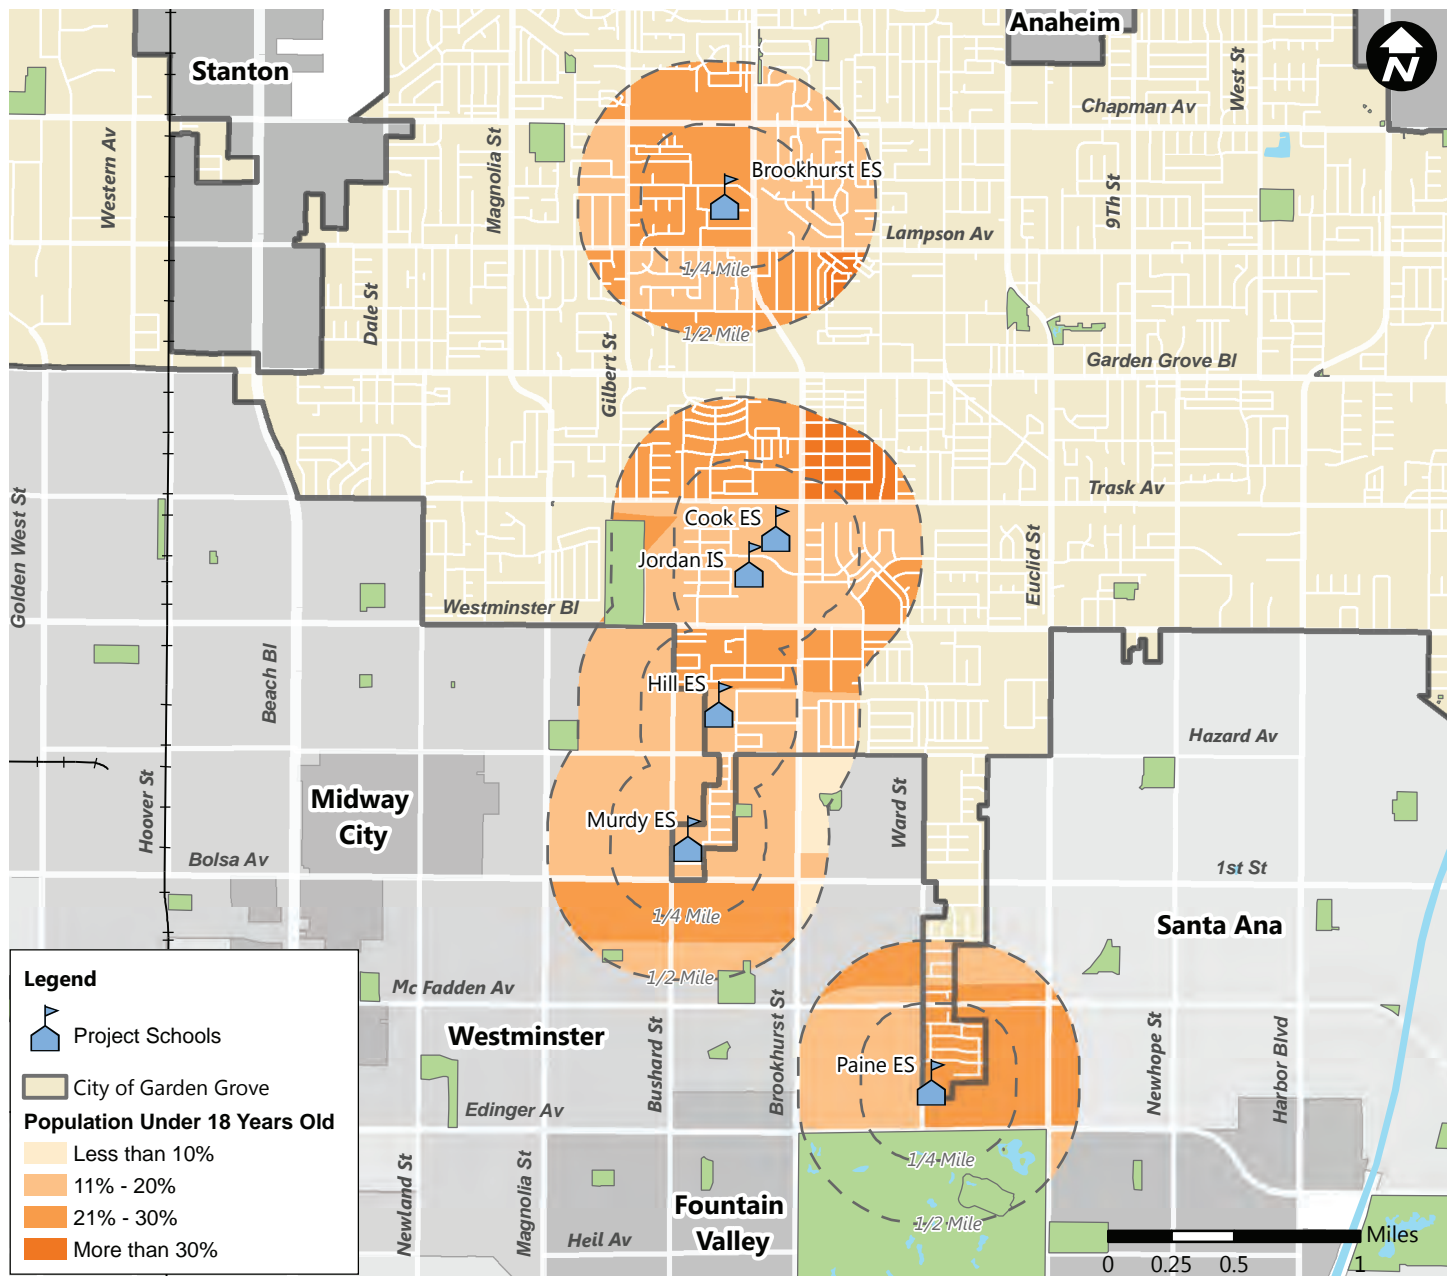 Anaheim
Stanton
N
Chapman Av
West St
Western Av
Magnolia St
Brookhurst ES
9Th St
Lampson Av
1/4 Mile
Dale St
1/2 Mile
Gilbert St
Garden Grove Bl
Golden West St
Trask Av
Cook ES
Jordan IS
Euclid St
Westminster Bl
Beach Bl
Hill ES
Hazard Av
Hoover St
Midway
City
Murdy ES
Ward St
Bolsa Av
1st St
1/4 Mile
Santa Ana
1/2 Mile
Mc Fadden Av
Westminster
Bushard St
Brookhurst St
Paine ES
Newhope St
Harbor Blvd
Edinger Av
1/4 Mile
Newland St
Magnolia St
Fountain
Valley
1/2 Mile
Heil Av
Legend
Project Schools
City of Garden Grove
Population Under 18 Years Old
Less than 10%
11% - 20%
21% - 30%
More than 30%
Miles
0 0.25 0.5 1